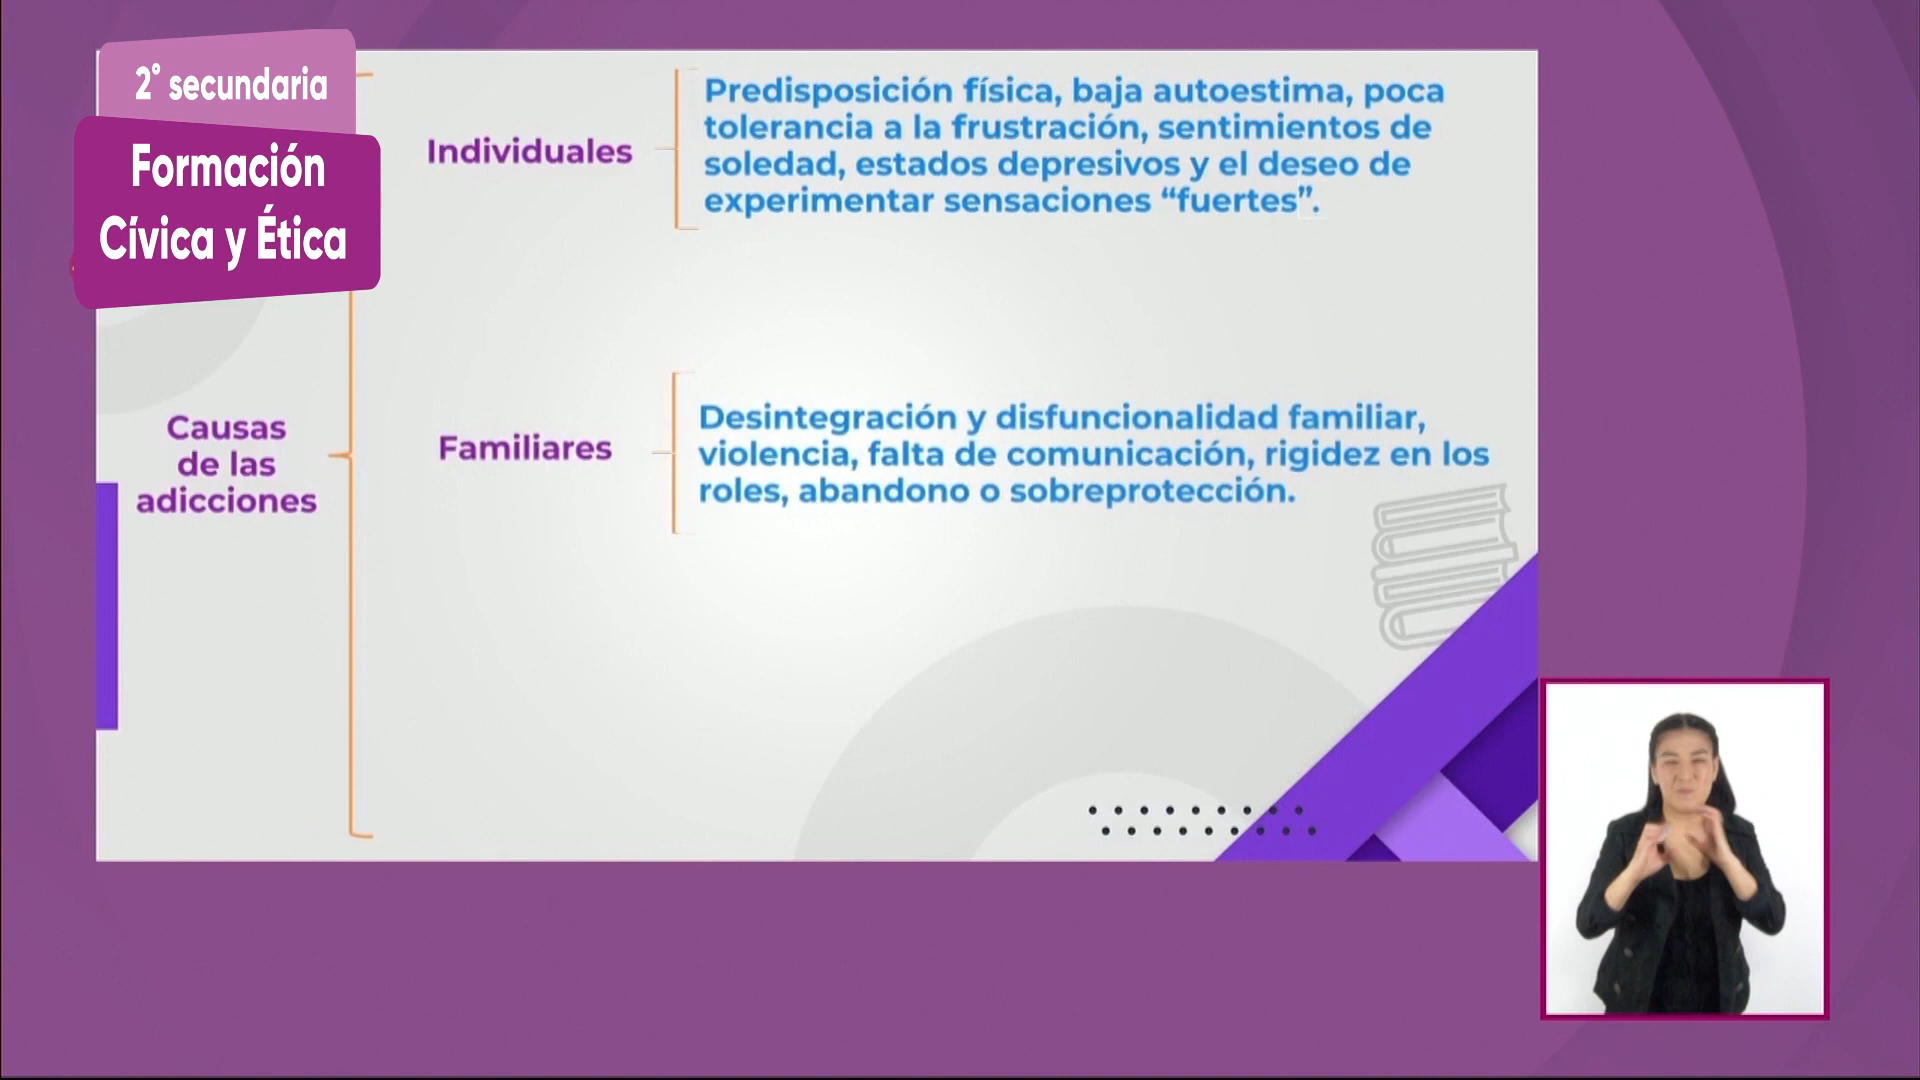 2° secundaria
Formación
Cívica y Ética
Causas
de las
adicciones
Individuales
Predisposición física, baja autoestima, poca
tolerancia a la frustración, sentimientos de
soledad, estados depresivos y el deseo de
experimentar sensaciones “fuertes”.
Familiares
Desintegración y disfuncionalidad familiar,
violencia, falta de comunicación, rigidez en los
roles, abandono o sobreprotección.